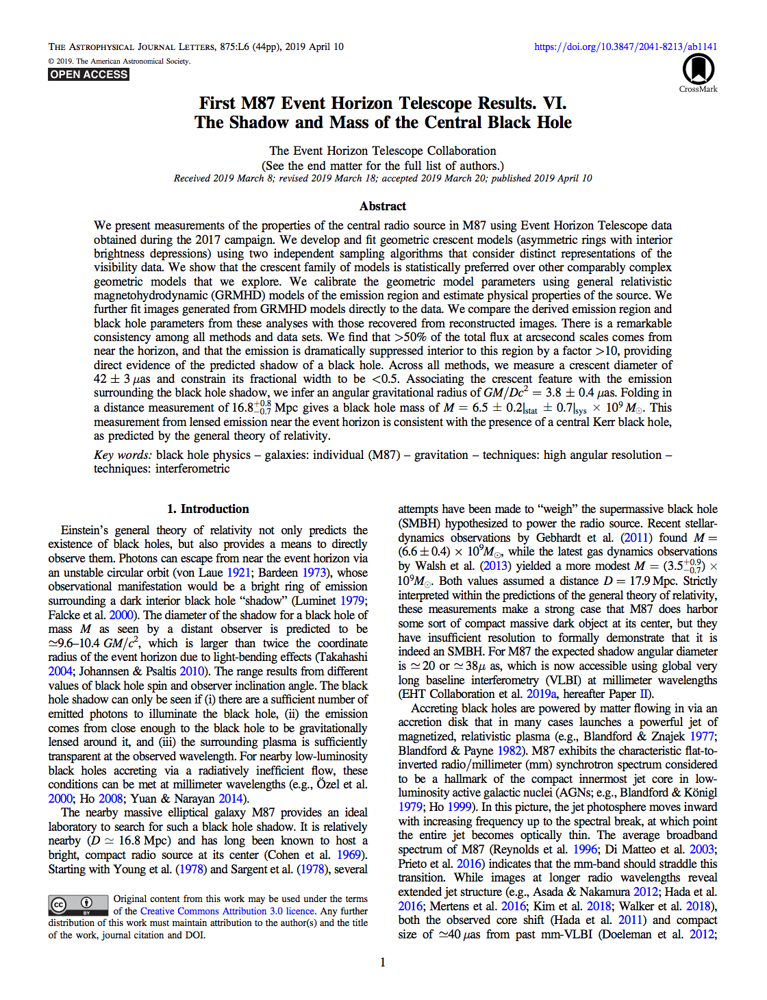 THE ASTROPHYSICAL JOURNAL LETTERS, 875:L6 (44pp), 2019 April 10
https://doi.org/10.3847/2041-8213/ab1141
© 2019. The American Astronomical Society.
OPEN ACCESS
CrossMark
First M87 Event Horizon Telescope Results. VI.
The Shadow and Mass of the Central Black Hole
The Event Horizon Telescope Collaboration
(See the end matter for the full list of authors.)
Received 2019 March 8; revised 2019 March 18; accepted 2019 March 20; published 2019 April 10
Abstract
We present measurements of the properties of the central radio source in M87 using Event Horizon Telescope data
obtained during the 2017 campaign. We develop and fit geometric crescent models (asymmetric rings with interior
brightness depressions) using two independent sampling algorithms that consider distinct representations of the
visibility data. We show that the crescent family of models is statistically preferred over other comparably complex
geometric models that we explore. We calibrate the geometric model parameters using general relativistic
magnetohydrodynamic (GRMHD) models of the emission region and estimate physical properties of the source. We
further fit images generated from GRMHD models directly to the data. We compare the derived emission region and
black hole parameters from these analyses with those recovered from reconstructed images. There is a remarkable
consistency among all methods and data sets. We find that >50% of the total flux at arcsecond scales comes from
near the horizon, and that the emission is dramatically suppressed interior to this region by a factor >10, providing
direct evidence of the predicted shadow of a black hole. Across all methods, we measure a crescent diameter of
42 ± 3 μas and constrain its fractional width to be <0.5. Associating the crescent feature with the emission
surrounding the black hole shadow, we infer an angular gravitational radius of GM/Dc² = 3.8 ± 0.4 μas. Folding in
a distance measurement of 16.8+0.8−0.7 Mpc gives a black hole mass of M = 6.5 ± 0.2|stat ± 0.7|sys × 10⁹ M⊙. This
measurement from lensed emission near the event horizon is consistent with the presence of a central Kerr black hole,
as predicted by the general theory of relativity.
Key words: black hole physics – galaxies: individual (M87) – gravitation – techniques: high angular resolution –
techniques: interferometric
1. Introduction
Einstein's general theory of relativity not only predicts the
existence of black holes, but also provides a means to directly
observe them. Photons can escape from near the event horizon via
an unstable circular orbit (von Laue 1921; Bardeen 1973), whose
observational manifestation would be a bright ring of emission
surrounding a dark interior black hole “shadow” (Luminet 1979;
Falcke et al. 2000). The diameter of the shadow for a black hole of
mass M as seen by a distant observer is predicted to be
≃9.6–10.4 GM/c², which is larger than twice the coordinate
radius of the event horizon due to light-bending effects (Takahashi
2004; Johannsen & Psaltis 2010). The range results from different
values of black hole spin and observer inclination angle. The black
hole shadow can only be seen if (i) there are a sufficient number of
emitted photons to illuminate the black hole, (ii) the emission
comes from close enough to the black hole to be gravitationally
lensed around it, and (iii) the surrounding plasma is sufficiently
transparent at the observed wavelength. For nearby low-luminosity
black holes accreting via a radiatively inefficient flow, these
conditions can be met at millimeter wavelengths (e.g., Özel et al.
2000; Ho 2008; Yuan & Narayan 2014).
The nearby massive elliptical galaxy M87 provides an ideal
laboratory to search for such a black hole shadow. It is relatively
nearby (D ≃ 16.8 Mpc) and has long been known to host a
bright, compact radio source at its center (Cohen et al. 1969).
Starting with Young et al. (1978) and Sargent et al. (1978), several
cc BY
Original content from this work may be used under the terms
of the Creative Commons Attribution 3.0 licence. Any further
distribution of this work must maintain attribution to the author(s) and the title
of the work, journal citation and DOI.
attempts have been made to “weigh” the supermassive black hole
(SMBH) hypothesized to power the radio source. Recent stellar-
dynamics observations by Gebhardt et al. (2011) found M =
(6.6 ± 0.4) × 10⁹M⊙, while the latest gas dynamics observations
by Walsh et al. (2013) yielded a more modest M = (3.5+0.9−0.7) ×
10⁹M⊙. Both values assumed a distance D = 17.9 Mpc. Strictly
interpreted within the predictions of the general theory of relativity,
these measurements make a strong case that M87 does harbor
some sort of compact massive dark object at its center, but they
have insufficient resolution to formally demonstrate that it is
indeed an SMBH. For M87 the expected shadow angular diameter
is ≃ 20 or ≃ 38μ as, which is now accessible using global very
long baseline interferometry (VLBI) at millimeter wavelengths
(EHT Collaboration et al. 2019a, hereafter Paper II).
Accreting black holes are powered by matter flowing in via an
accretion disk that in many cases launches a powerful jet of
magnetized, relativistic plasma (e.g., Blandford & Znajek 1977;
Blandford & Payne 1982). M87 exhibits the characteristic flat-to-
inverted radio/millimeter (mm) synchrotron spectrum considered
to be a hallmark of the compact innermost jet core in low-
luminosity active galactic nuclei (AGNs; e.g., Blandford & Königl
1979; Ho 1999). In this picture, the jet photosphere moves inward
with increasing frequency up to the spectral break, at which point
the entire jet becomes optically thin. The average broadband
spectrum of M87 (Reynolds et al. 1996; Di Matteo et al. 2003;
Prieto et al. 2016) indicates that the mm-band should straddle this
transition. While images at longer radio wavelengths reveal
extended jet structure (e.g., Asada & Nakamura 2012; Hada et al.
2016; Mertens et al. 2016; Kim et al. 2018; Walker et al. 2018),
both the observed core shift (Hada et al. 2011) and compact
size of ≃40 μas from past mm-VLBI (Doeleman et al. 2012;
1